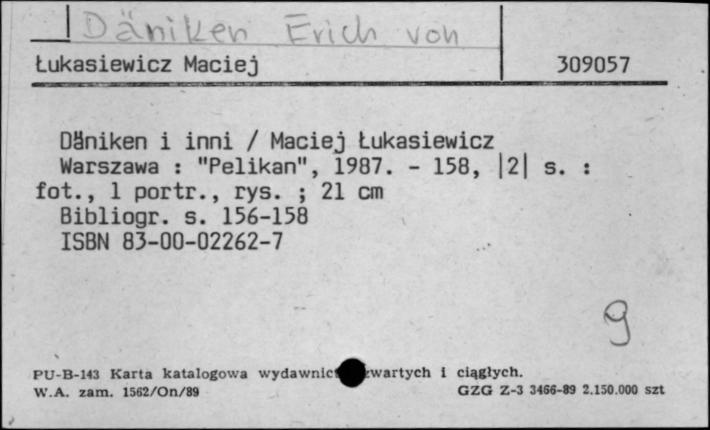 Däniken Erich von
Łukasiewicz Maciej 309057
Däniken i inni / Maciej Łukasiewicz
Warszawa : "Pelikan", 1987. - 158, |2| s. :
fot., 1 portr., rys. ; 21 cm
Bibliogr. s. 156-158
ISBN 83-00-02262-7
g
PU-B-143 Karta katalogowa wydawnict zwartych i ciągłych.
W.A. zam. 1562/On/89 GZG Z-3 3466-89 2.150.000 szt